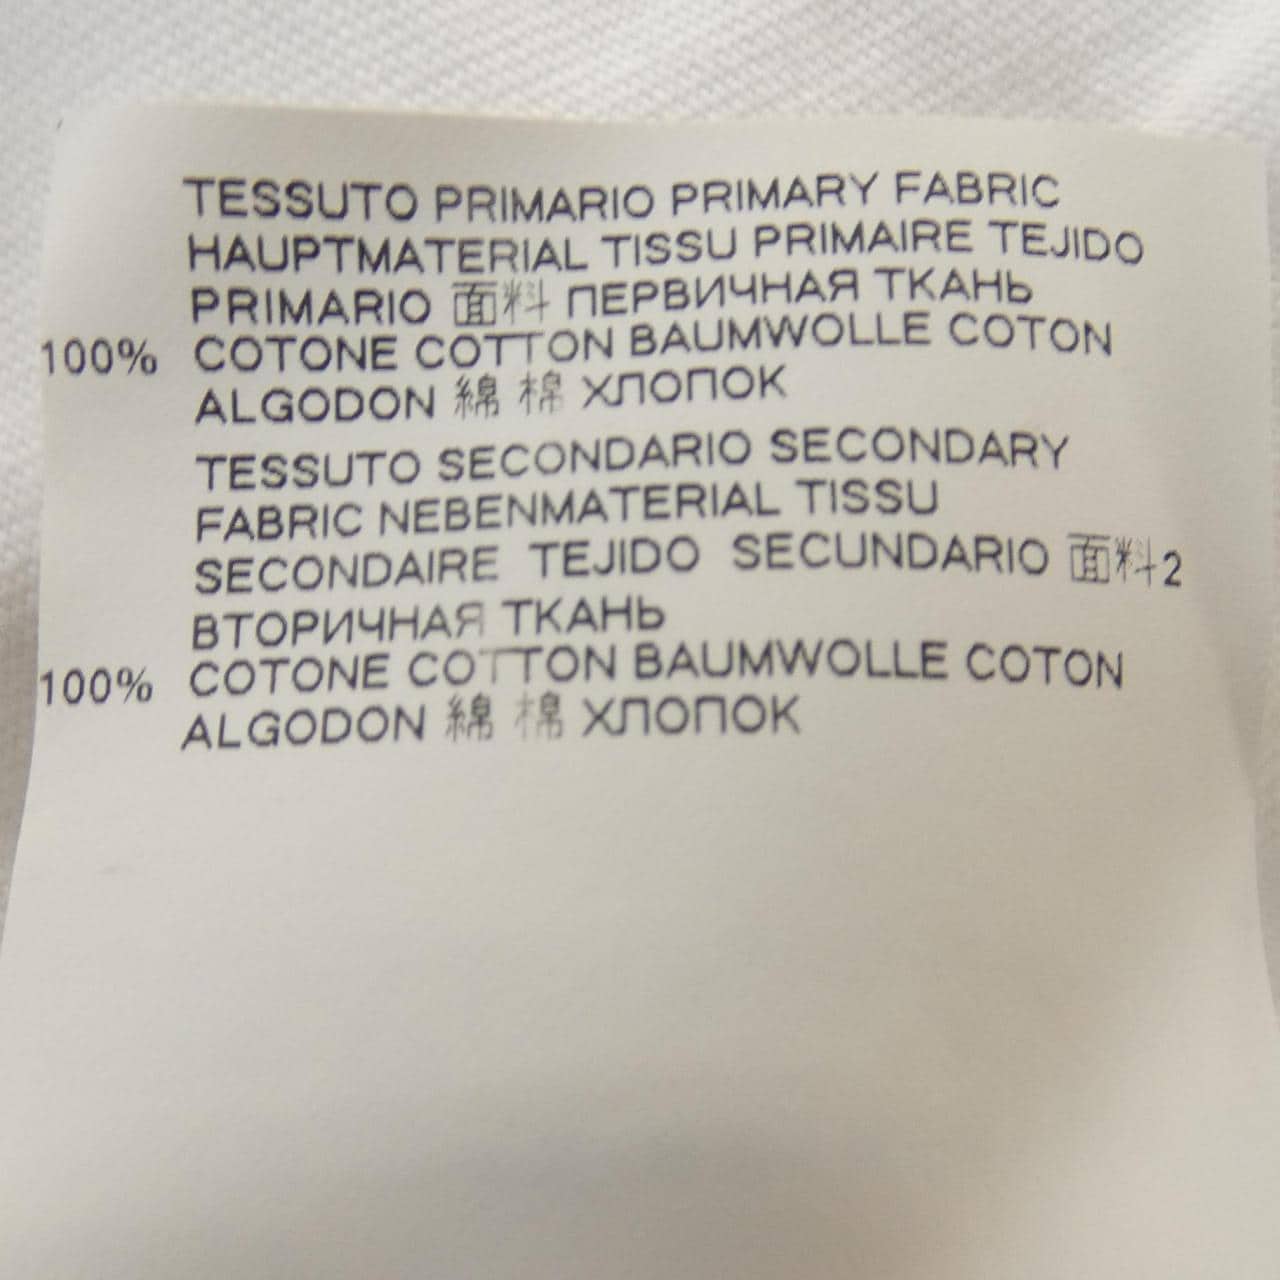 TESSUTO PRIMARIO PRIMARY FABRIC
HAUPTMATERIAL TISSU PRIMAIRE TEJIDO
PRIMARIO 面料 ПЕРВИЧНАЯ ТКАНЬ
100% COTONE COTTON BAUMWOLLE COTON
ALGODON 綿 棉 ХЛОПОК
TESSUTO SECONDARIO SECONDARY
FABRIC NEBENMATERIAL TISSU
SECONDAIRE TEJIDO SECUNDARIO 面料2
ВТОРИЧНАЯ ТКАНЬ
100% COTONE COTTON BAUMWOLLE COTON
ALGODON 綿 棉 ХЛОПОК